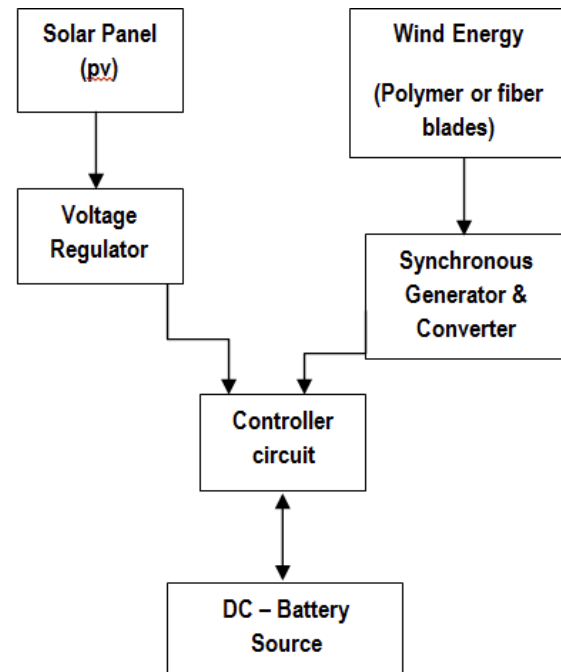 Solar Panel
(pv)
Wind Energy
(Polymer or fiber
blades)
Voltage
Regulator
Synchronous
Generator &
Converter
Controller
circuit
DC – Battery
Source